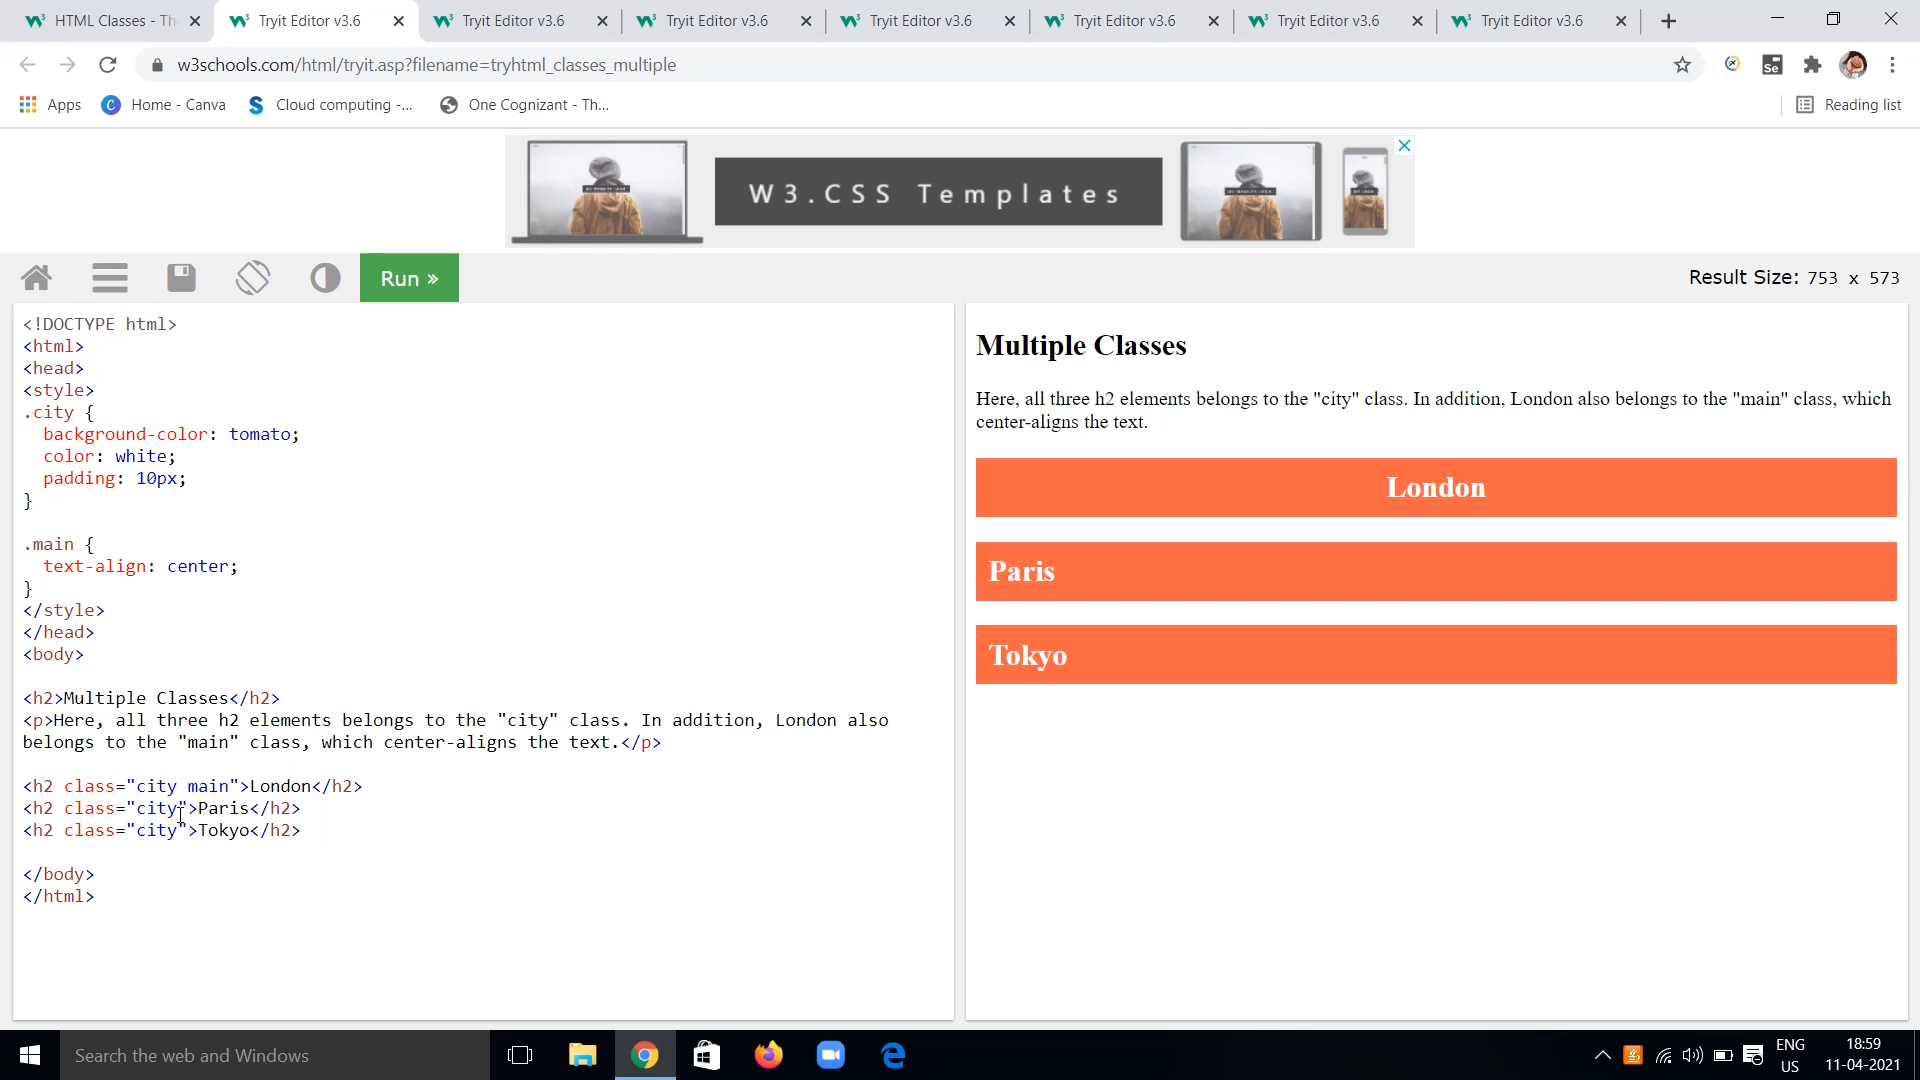 HTML Classes - Th
Tryit Editor v3.6
Tryit Editor v3.6
Tryit Editor v3.6
Tryit Editor v3.6
Tryit Editor v3.6
Tryit Editor v3.6
Tryit Editor v3.6
w3schools.com/html/tryit.asp?filename=tryhtml_classes_multiple
Se
Apps
Home - Canva
Cloud computing -...
One Cognizant - Th...
Reading list
W3.CSS Templates
Run »
Result Size: 753 x 573
<!DOCTYPE html>
<html>
<head>
<style>
.city {
  background-color: tomato;
  color: white;
  padding: 10px;
}
.main {
  text-align: center;
}
</style>
</head>
<body>
<h2>Multiple Classes</h2>
<p>Here, all three h2 elements belongs to the "city" class. In addition, London also
belongs to the "main" class, which center-aligns the text.</p>
<h2 class="city main">London</h2>
<h2 class="city">Paris</h2>
<h2 class="city">Tokyo</h2>
</body>
</html>
Multiple Classes
Here, all three h2 elements belongs to the "city" class. In addition, London also belongs to the "main" class, which
center-aligns the text.
London
Paris
Tokyo
Search the web and Windows
ENG
US
18:59
11-04-2021